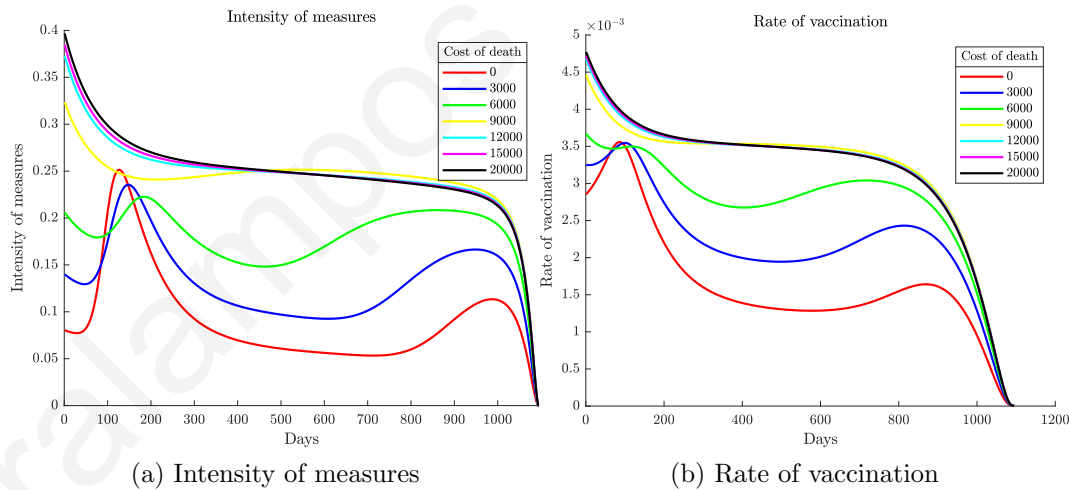 Intensity of measures
0.4
0.35
0.3
0.25
0.2
0.15
0.1
0.05
0
Intensity of measures
0 100 200 300 400 500 600 700 800 900 1000
Days
Cost of death
0
3000
6000
9000
12000
15000
20000
(a) Intensity of measures
Rate of vaccination
×10⁻³
5
4.5
4
3.5
3
2.5
2
1.5
1
0.5
0
Rate of vaccination
0 200 400 600 800 1000 1200
Days
Cost of death
0
3000
6000
9000
12000
15000
20000
(b) Rate of vaccination
ralampos